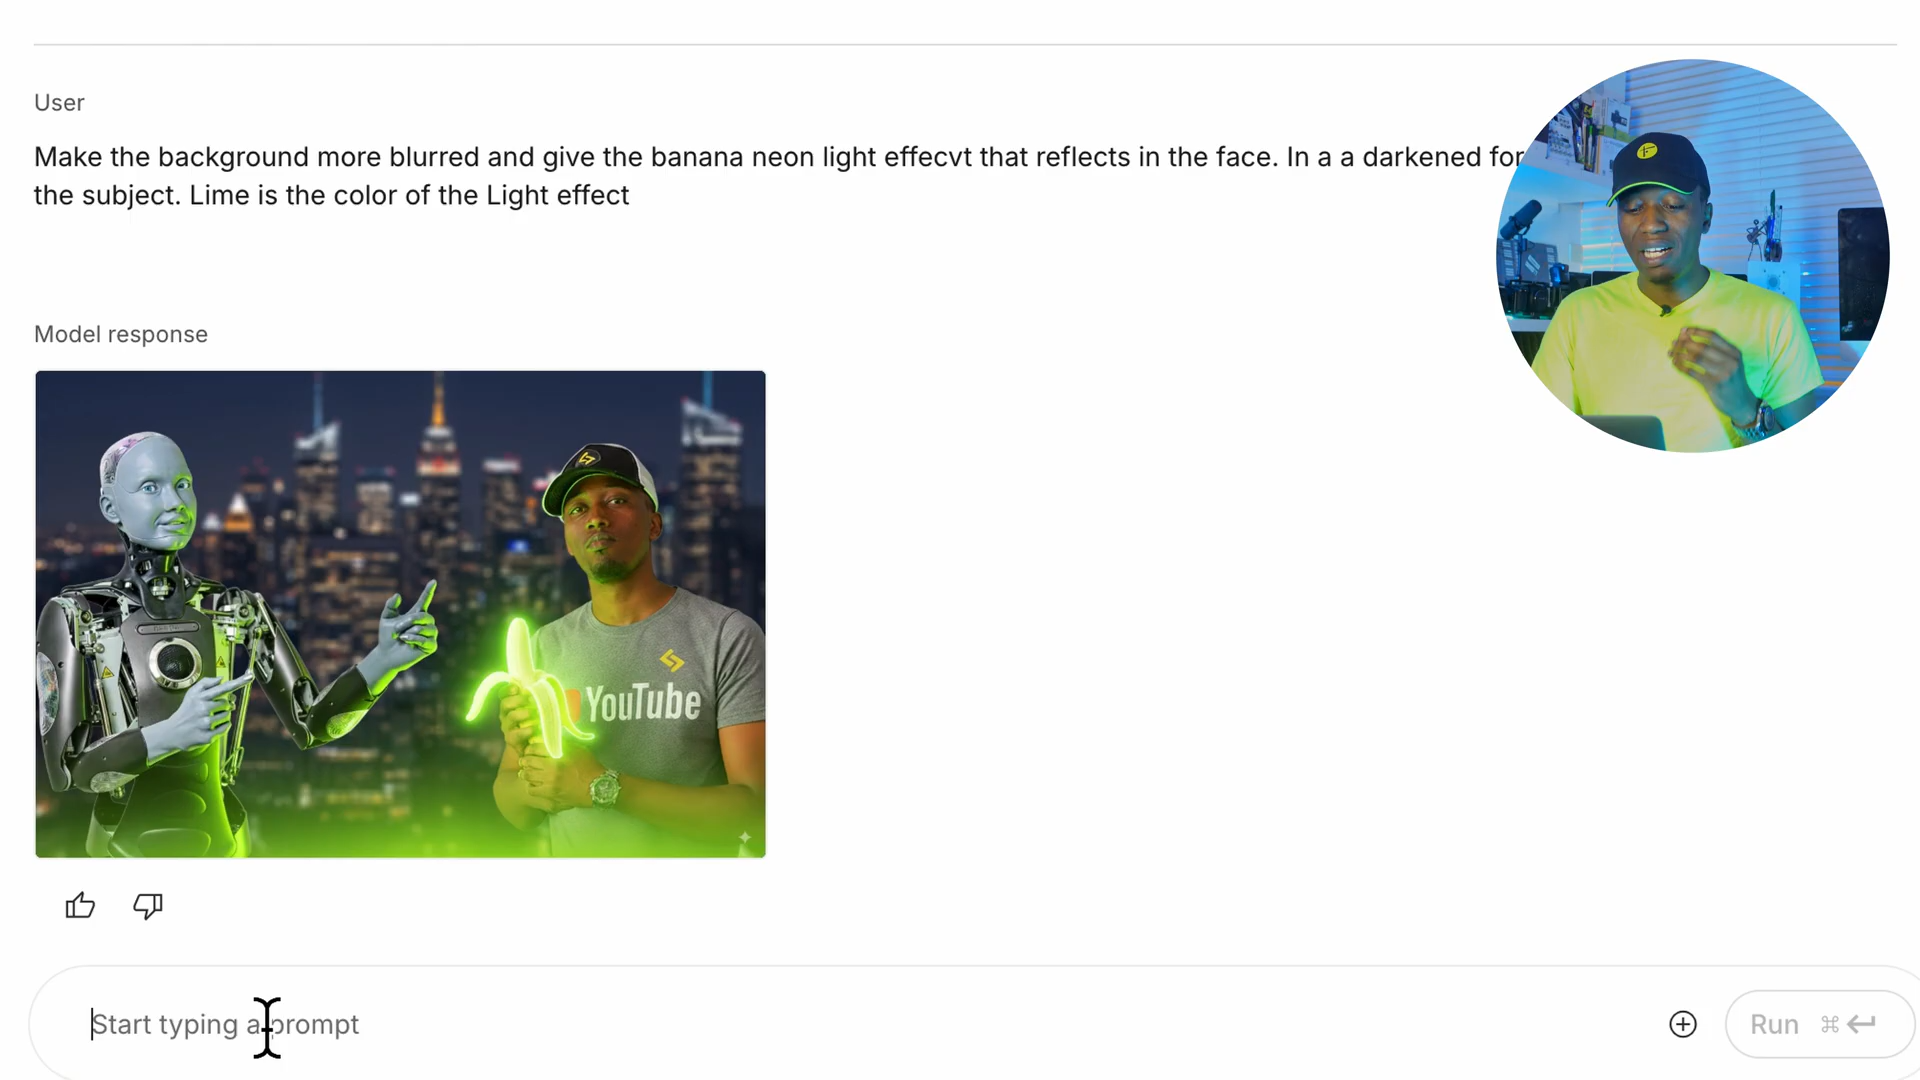 User
Make the background more blurred and give the banana neon light effecvt that reflects in the face. In a a darkened for
the subject. Lime is the color of the Light effect
Model response
YouTube
Start typing a prompt
Run ⌘